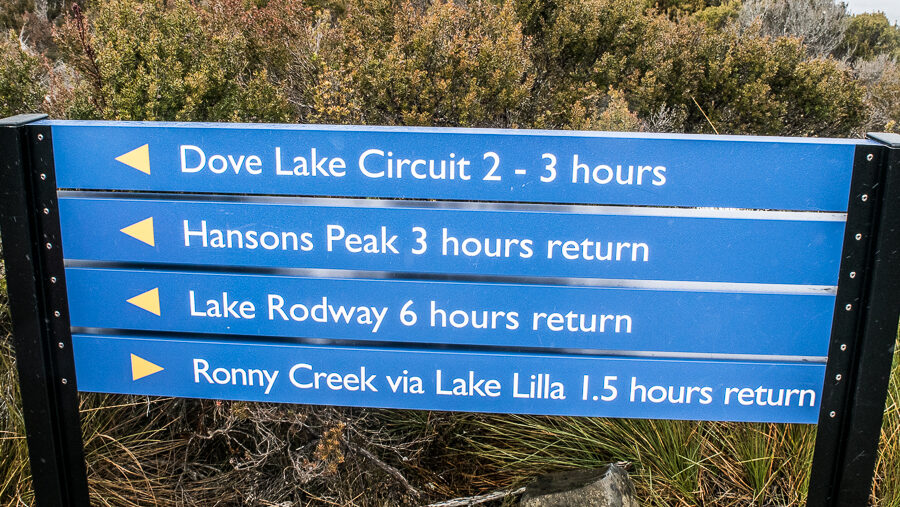 Dove Lake Circuit 2 - 3 hours
Hansons Peak 3 hours return
Lake Rodway 6 hours return
Ronny Creek via Lake Lilla 1.5 hours return